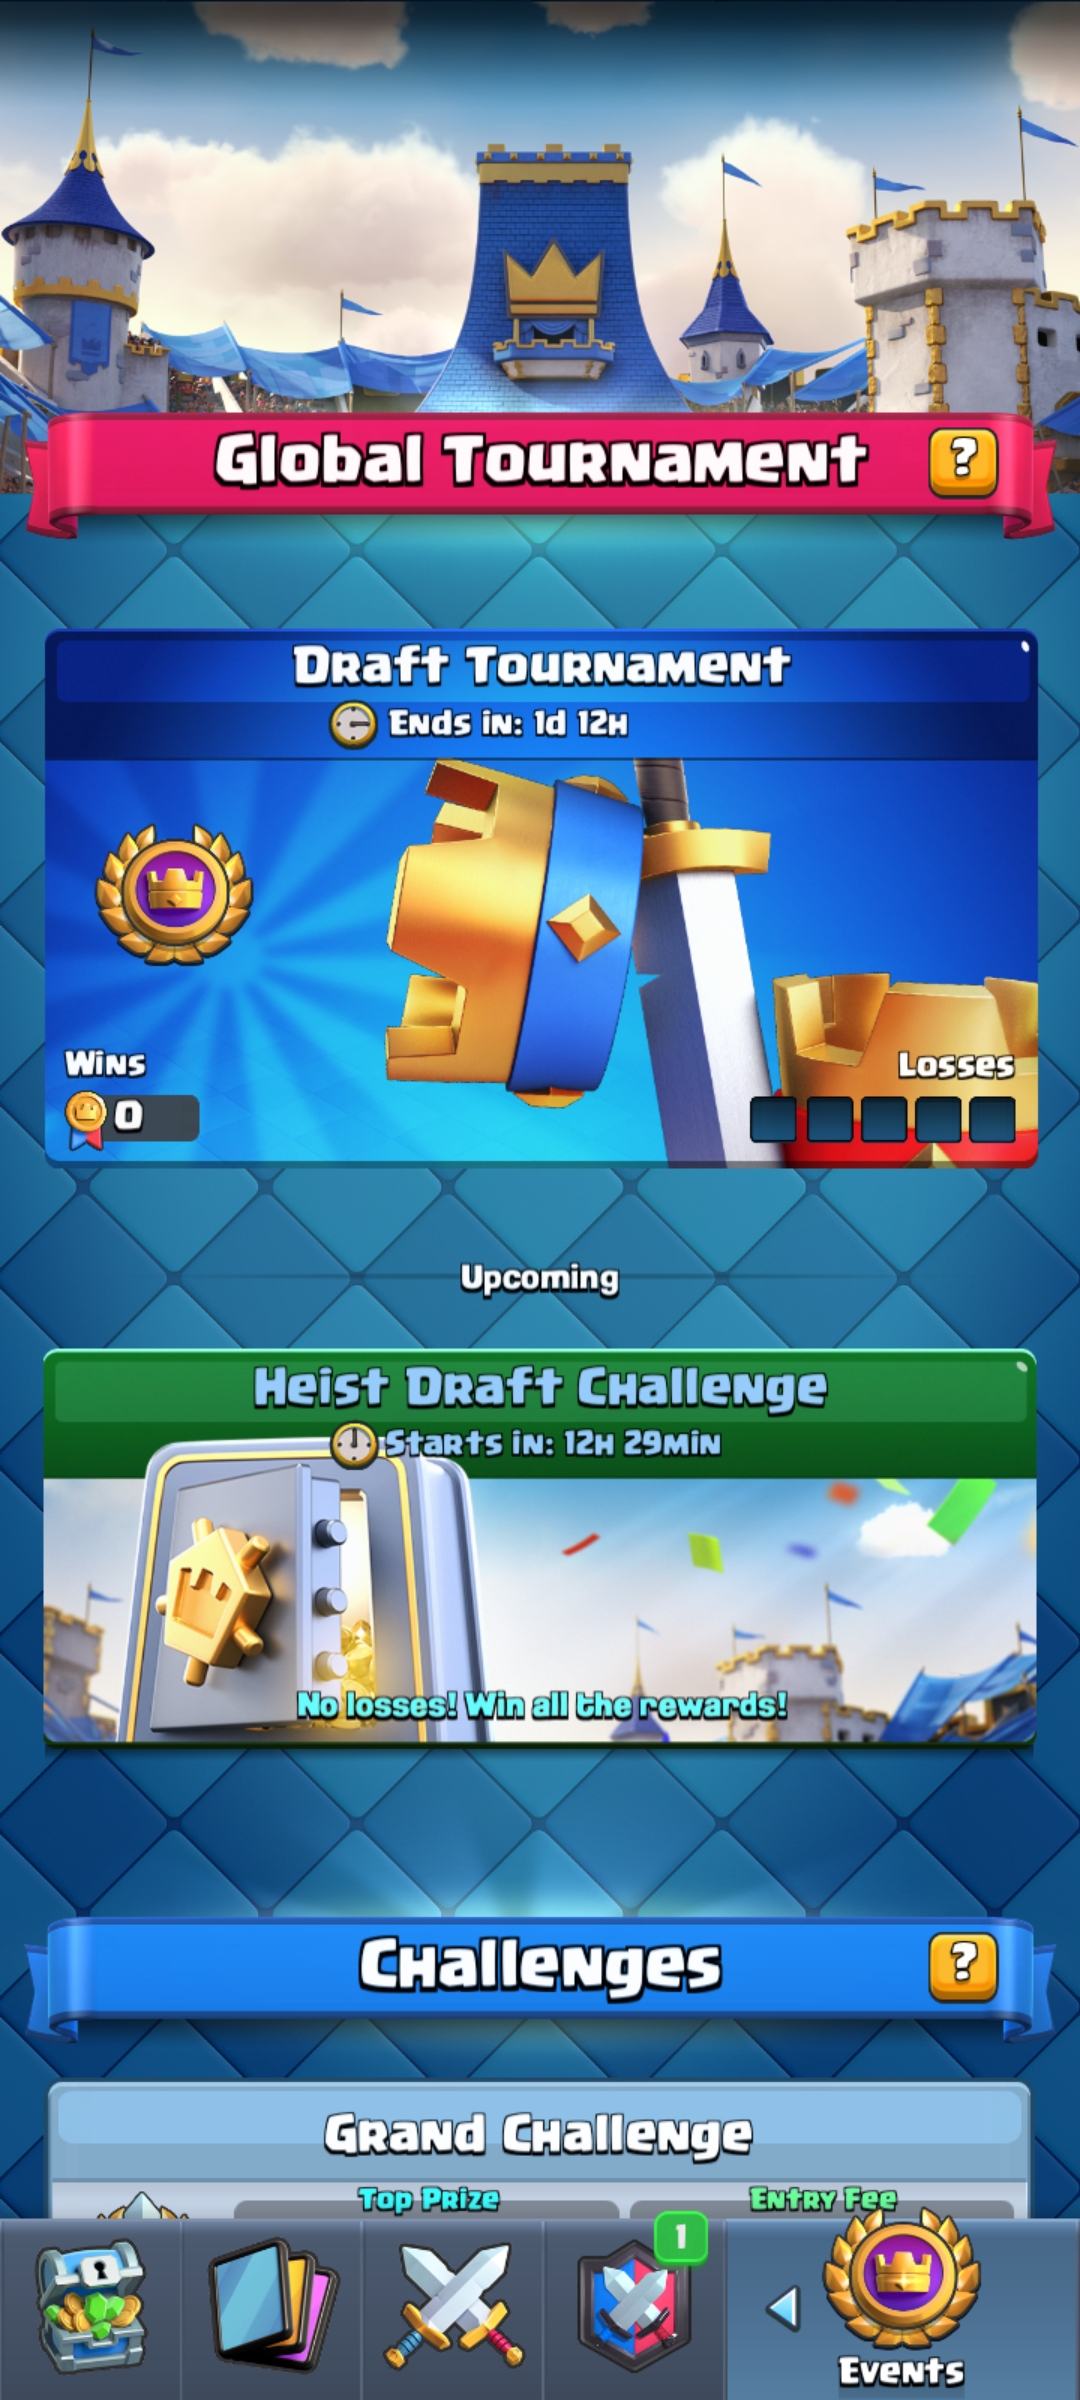 Global Tournament
?
Draft Tournament
Ends in: 1d 12h
Wins
0
Losses
Upcoming
Heist Draft Challenge
Starts in: 12h 29min
No losses! Win all the rewards!
Challenges
?
Grand Challenge
Top Prize
Entry Fee
1
Events